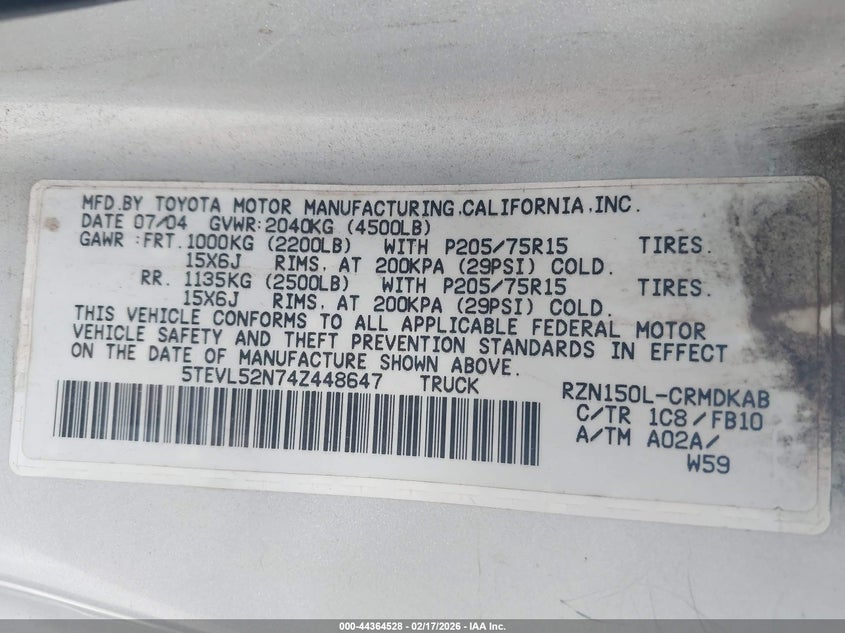 MFD.BY TOYOTA MOTOR MANUFACTURING,CALIFORNIA,INC.
DATE 07/04 GVWR:2040KG (4500LB)
GAWR :FRT.1000KG (2200LB) WITH P205/75R15 TIRES.
15X6J RIMS, AT 200KPA (29PSI) COLD.
RR. 1135KG (2500LB) WITH P205/75R15 TIRES.
15X6J RIMS, AT 200KPA (29PSI) COLD.
THIS VEHICLE CONFORMS TO ALL APPLICABLE FEDERAL MOTOR
VEHICLE SAFETY AND THEFT PREVENTION STANDARDS IN EFFECT
ON THE DATE OF MANUFACTURE SHOWN ABOVE.
5TEVL52N74Z448647 TRUCK
RZN150L-CRMDKAB
C/TR 1C8/FB10
A/TM A02A/
W59
000-44364528 - 02/17/2026 - IAA Inc.